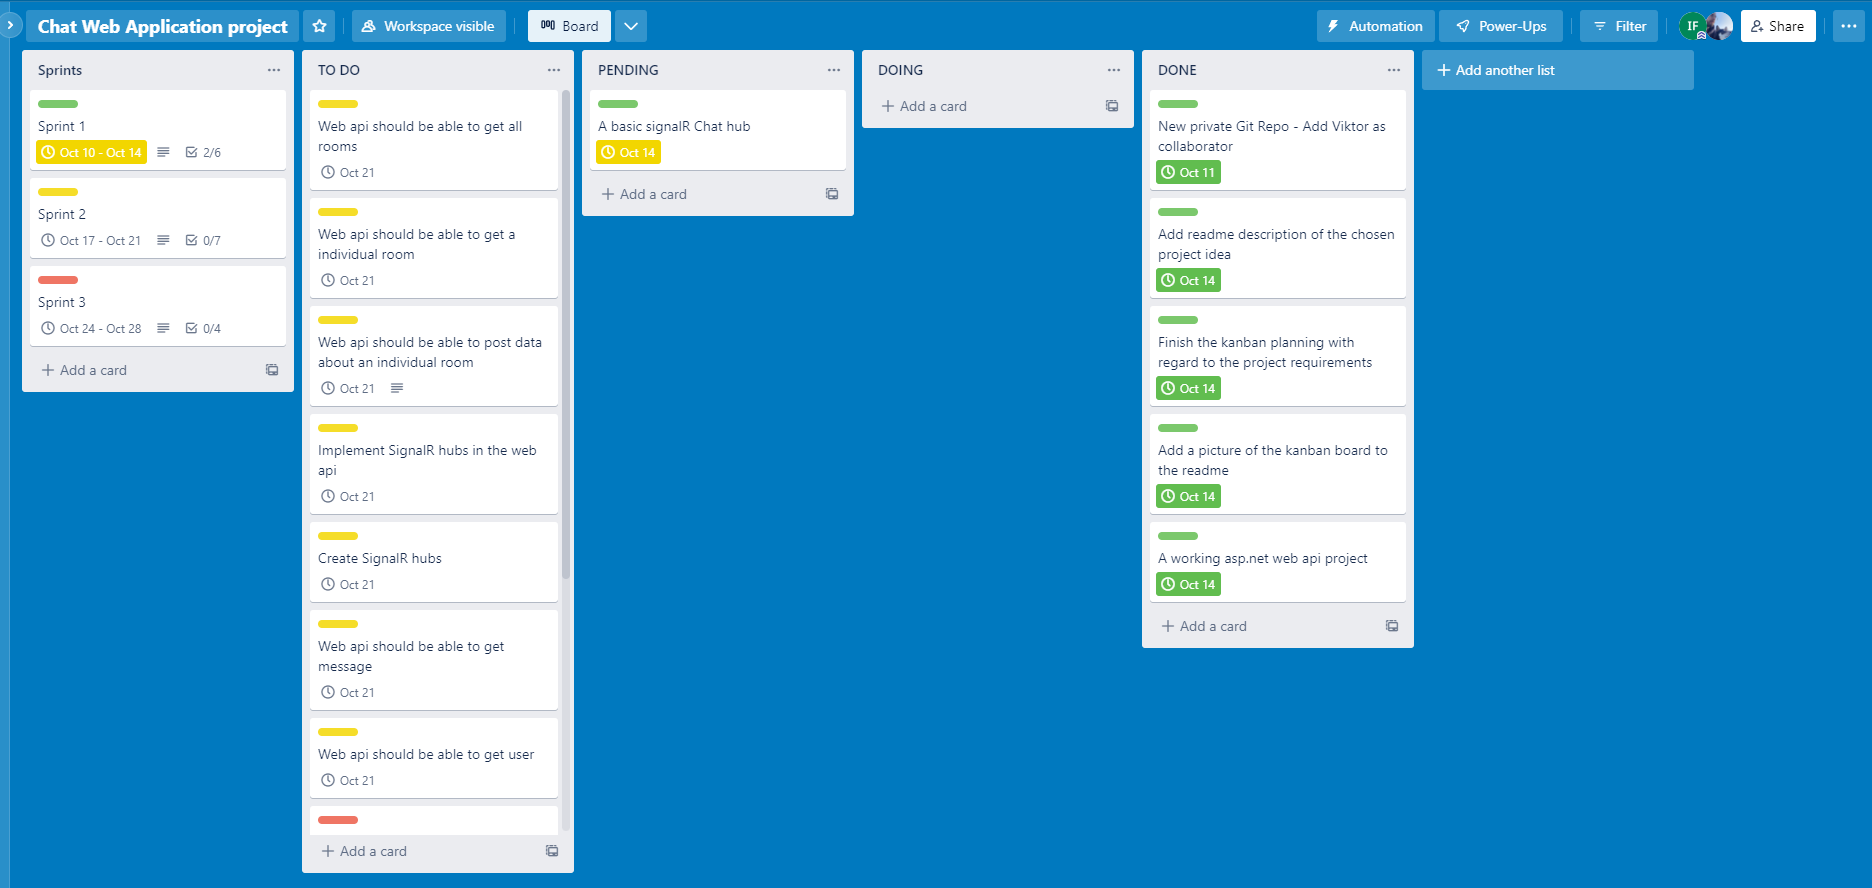 Chat Web Application project
Workspace visible
Board
Automation
Power-Ups
Filter
IF
Share
Sprints
Sprint 1
Oct 10 - Oct 14
2/6
Sprint 2
Oct 17 - Oct 21
0/7
Sprint 3
Oct 24 - Oct 28
0/4
+ Add a card
TO DO
Web api should be able to get all
rooms
Oct 21
Web api should be able to get a
individual room
Oct 21
Web api should be able to post data
about an individual room
Oct 21
Implement SignalR hubs in the web
api
Oct 21
Create SignalR hubs
Oct 21
Web api should be able to get
message
Oct 21
Web api should be able to get user
Oct 21
+ Add a card
PENDING
A basic signalR Chat hub
Oct 14
+ Add a card
DOING
+ Add a card
DONE
New private Git Repo - Add Viktor as
collaborator
Oct 11
Add readme description of the chosen
project idea
Oct 14
Finish the kanban planning with
regard to the project requirements
Oct 14
Add a picture of the kanban board to
the readme
Oct 14
A working asp.net web api project
Oct 14
+ Add a card
+ Add another list